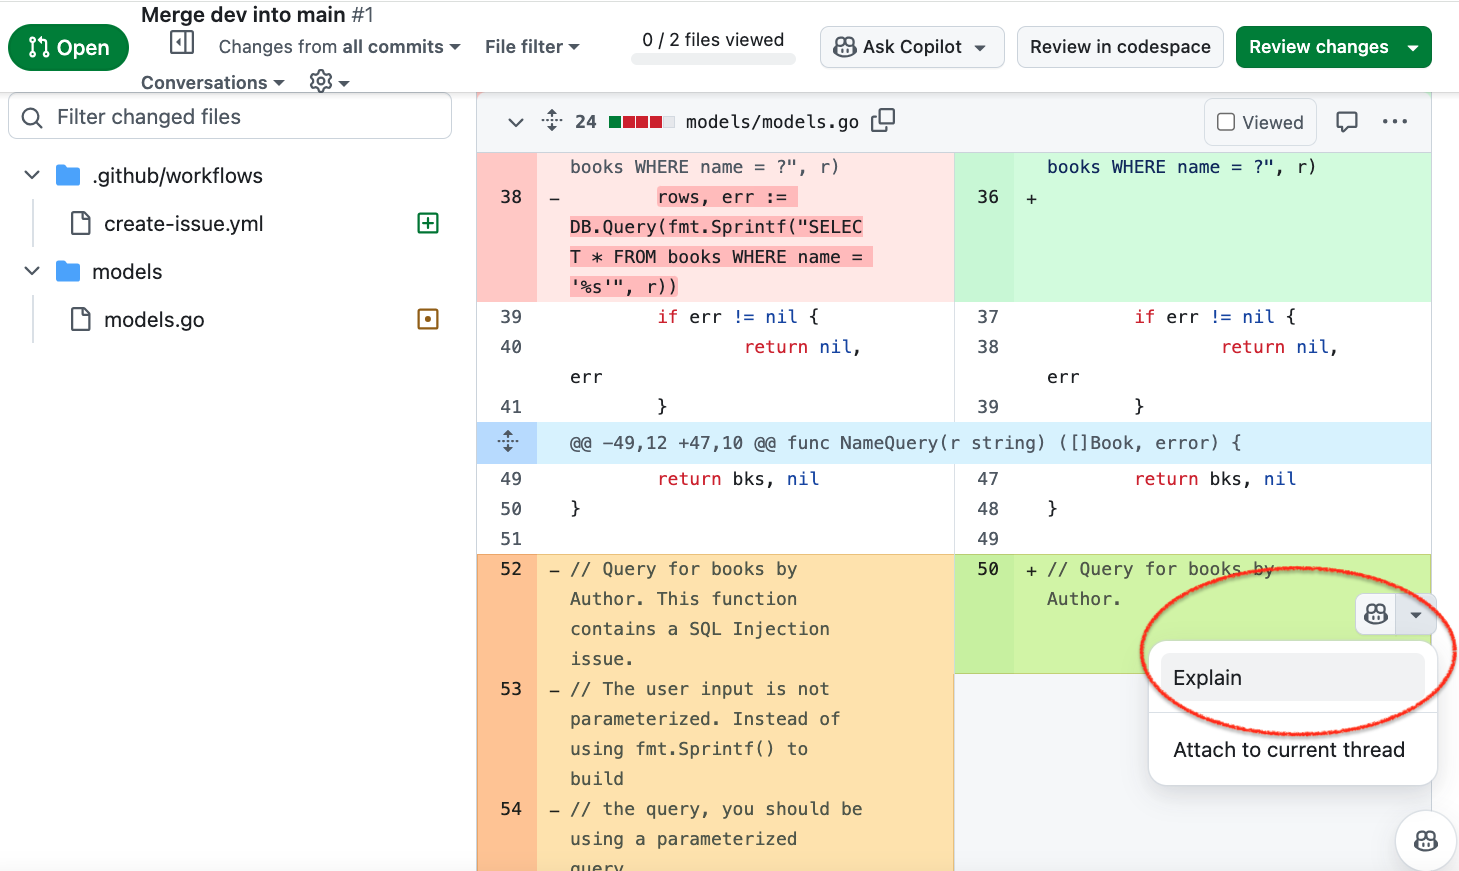 Merge dev into main #1
Open
Changes from all commits
File filter
0 / 2 files viewed
Ask Copilot
Review in codespace
Review changes
Conversations
Filter changed files
.github/workflows
create-issue.yml
models
models.go
24 models/models.go
Viewed
books WHERE name = ?", r)
38 - rows, err :=
DB.Query(fmt.Sprintf("SELEC
T * FROM books WHERE name =
'%s'", r))
39 if err != nil {
40 return nil,
err
41 }
books WHERE name = ?", r)
36 +
37 if err != nil {
38 return nil,
err
39 }
@@ -49,12 +47,10 @@ func NameQuery(r string) ([]Book, error) {
49 return bks, nil
50 }
51
47 return bks, nil
48 }
49
52 - // Query for books by
Author. This function
contains a SQL Injection
issue.
53 - // The user input is not
parameterized. Instead of
using fmt.Sprintf() to
build
54 - // the query, you should be
using a parameterized
query
50 + // Query for books by
Author.
Explain
Attach to current thread